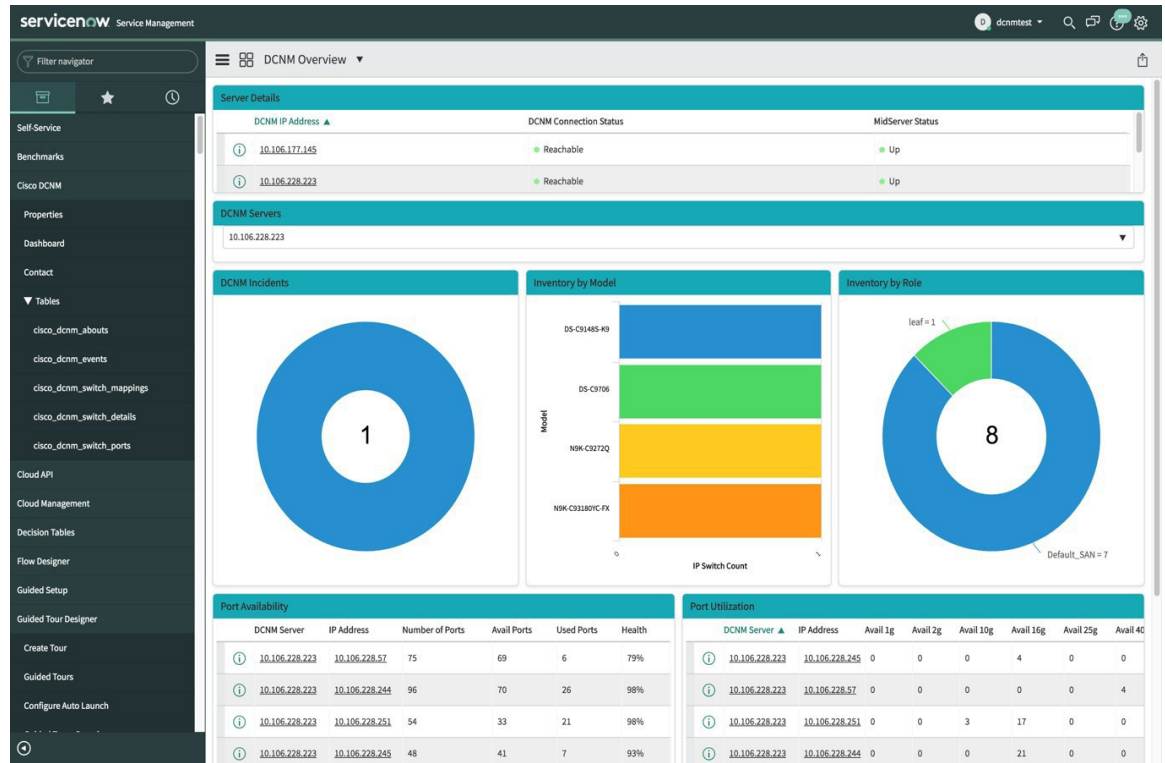 servicenow Service Management
D dcnmtest
Filter navigator
DCNM Overview
Self-Service
Benchmarks
Cisco DCNM
Properties
Dashboard
Contact
Tables
cisco_dcnm_abouts
cisco_dcnm_events
cisco_dcnm_switch_mappings
cisco_dcnm_switch_details
cisco_dcnm_switch_ports
Cloud API
Cloud Management
Decision Tables
Flow Designer
Guided Setup
Guided Tour Designer
Create Tour
Guided Tours
Configure Auto Launch
Server Details
DCNM IP Address ▲ DCNM Connection Status MidServer Status
10.106.177.145 Reachable Up
10.106.228.223 Reachable Up
DCNM Servers
10.106.228.223
DCNM Incidents
1
Inventory by Model
Model
DS-C9148S-K9
DS-C9706
N9K-C9272Q
N9K-C93180YC-FX
0 1
IP Switch Count
Inventory by Role
leaf = 1
8
Default_SAN = 7
Port Availability
DCNM Server IP Address Number of Ports Avail Ports Used Ports Health
10.106.228.223 10.106.228.57 75 69 6 79%
10.106.228.223 10.106.228.244 96 70 26 98%
10.106.228.223 10.106.228.251 54 33 21 98%
10.106.228.223 10.106.228.245 48 41 7 93%
Port Utilization
DCNM Server ▲ IP Address Avail 1g Avail 2g Avail 10g Avail 16g Avail 25g Avail 40
10.106.228.223 10.106.228.245 0 0 0 4 0 0
10.106.228.223 10.106.228.57 0 0 0 0 0 4
10.106.228.223 10.106.228.251 0 0 3 17 0 0
10.106.228.223 10.106.228.244 0 0 0 21 0 0